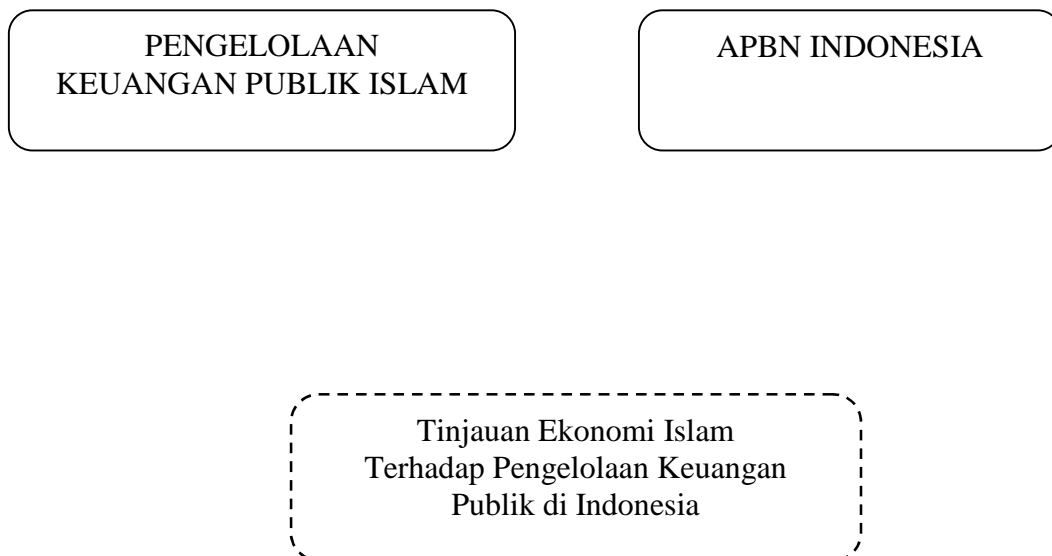 PENGELOLAAN
KEUANGAN PUBLIK ISLAM
APBN INDONESIA
Tinjauan Ekonomi Islam
Terhadap Pengelolaan Keuangan
Publik di Indonesia